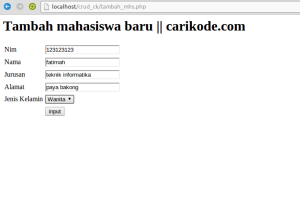 localhost/crud_ck/tambah_mhs.php
Tambah mahasiswa baru || carikode.com
Nim 123123123
Nama fatimah
Jurusan teknik informatika
Alamat paya bakong
Jenis Kelamin Wanita
input